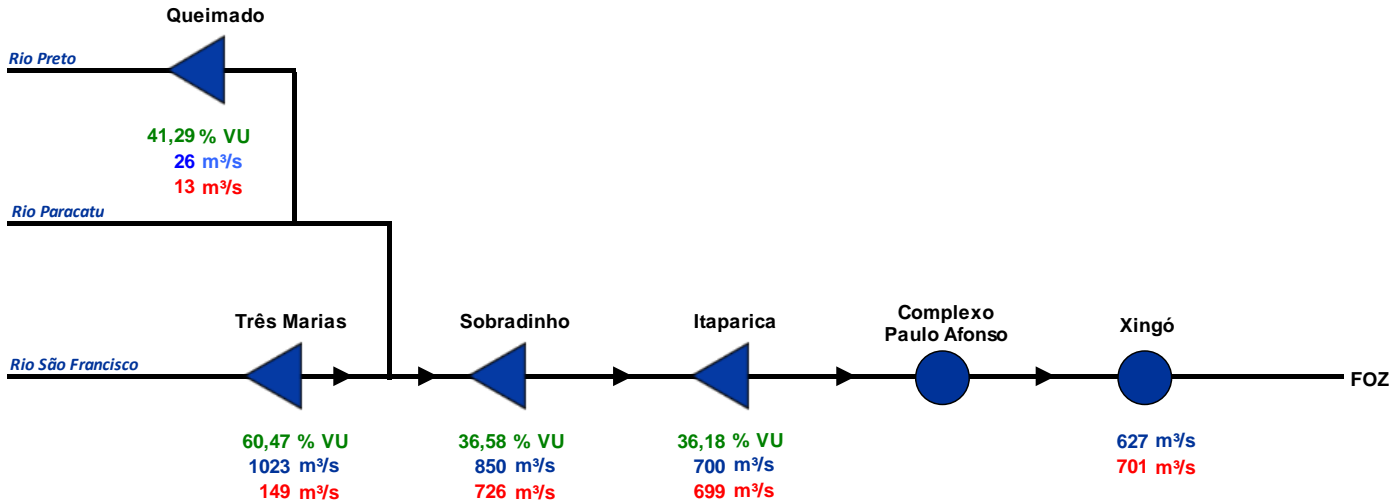 Queimado
Rio Preto
41,29 % VU
26 m³/s
13 m³/s
Rio Paracatu
Três Marias
Sobradinho
Itaparica
Complexo
Paulo Afonso
Xingó
Rio São Francisco
FOZ
60,47 % VU
1023 m³/s
149 m³/s
36,58 % VU
850 m³/s
726 m³/s
36,18 % VU
700 m³/s
699 m³/s
627 m³/s
701 m³/s